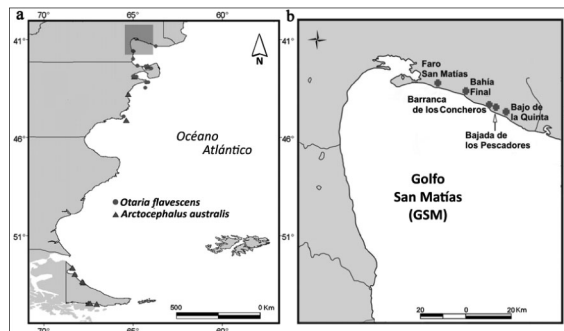 a
70°
65°
60°
41°
41°
N
Océano
Atlántico
46°
46°
Otaria flavescens
Arctocephalus australis
51°
51°
500
0 Km
70°
65°
60°
b
Faro
San Matías
Bahía
Final
Barranca
de los Concheros
Bajo de
la Quinta
Bajada de
los Pescadores
Golfo
San Matías
(GSM)
20
0
20 Km